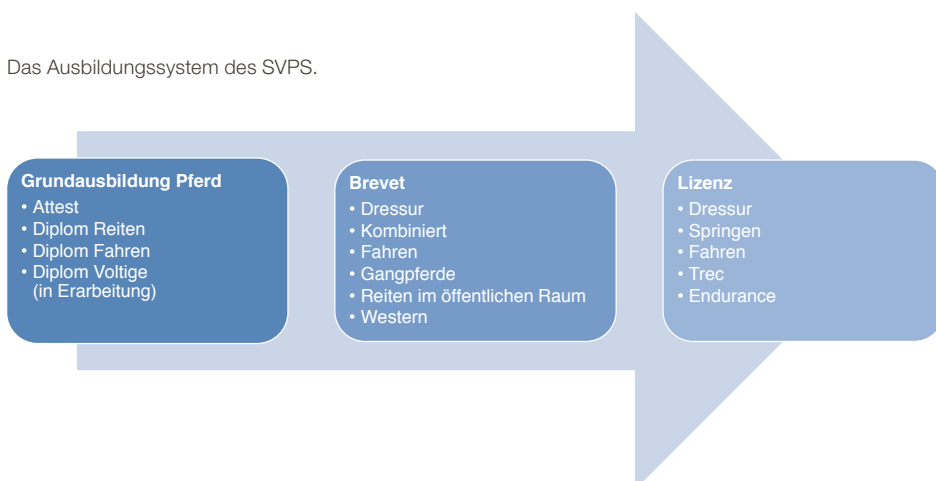 Das Ausbildungssystem des SVPS.
Grundausbildung Pferd
• Attest
• Diplom Reiten
• Diplom Fahren
• Diplom Voltige
(in Erarbeitung)
Brevet
• Dressur
• Kombiniert
• Fahren
• Gangpferde
• Reiten im öffentlichen Raum
• Western
Lizenz
• Dressur
• Springen
• Fahren
• Trec
• Endurance